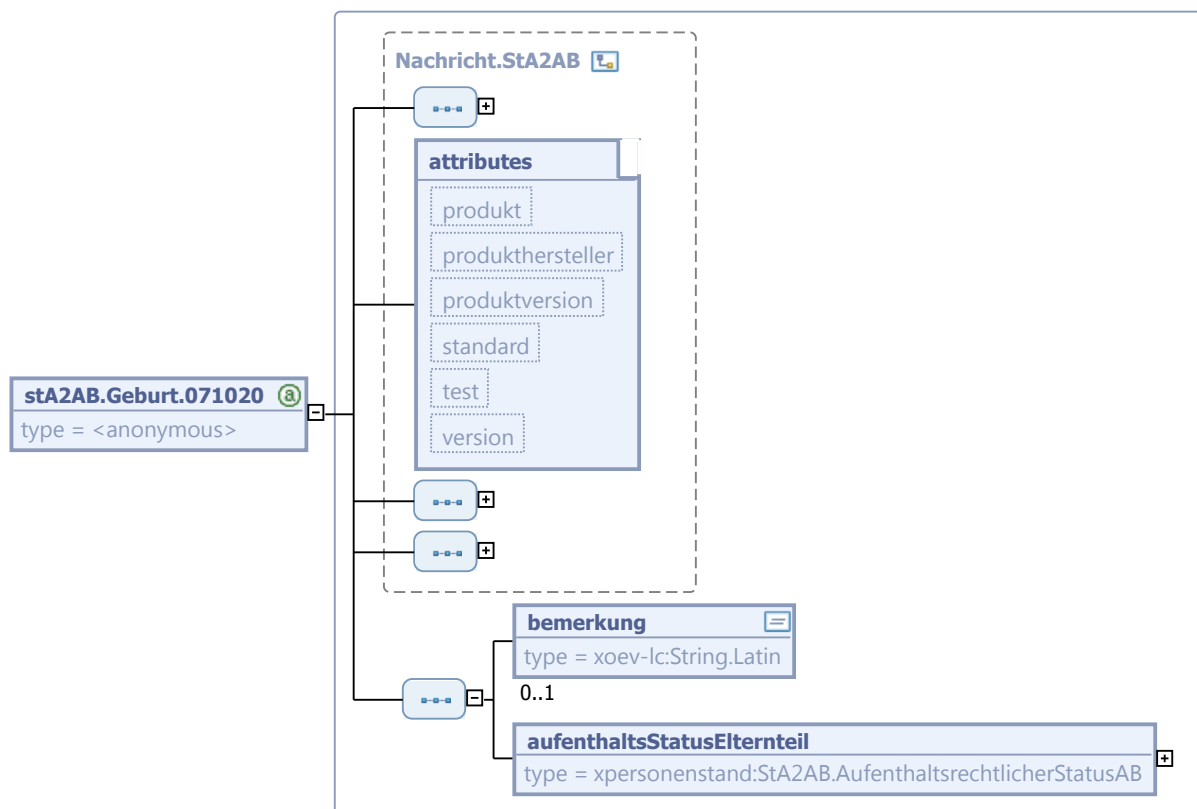 Nachricht.StA2AB
attributes
produkt
produkthersteller
produktversion
standard
test
version
stA2AB.Geburt.071020 @
type = <anonymous>
bemerkung
type = xoev-lc:String.Latin
0..1
aufenthaltsStatusElternteil
type = xpersonenstand:StA2AB.AufenthaltsrechtlicherStatusAB